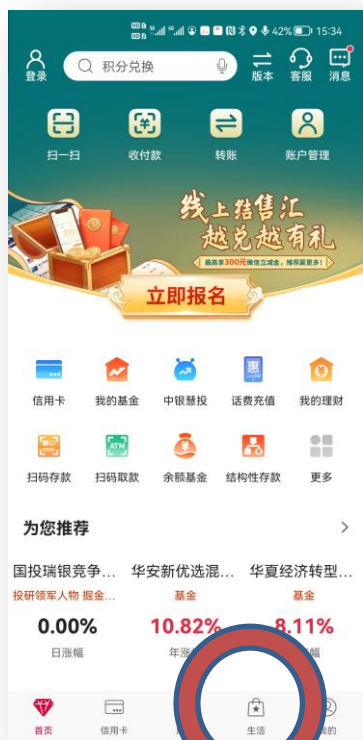 42% 15:34
登录
积分兑换
版本 客服 消息
扫一扫 收付款 转账 账户管理
线上结售汇
越兑越有礼
最高享300元微信立减金，推荐赢更多！
立即报名
惠
信用卡 我的基金 中银慧投 话费充值 我的理财
ATM
扫码存款 扫码取款 余额基金 结构性存款 更多
为您推荐
国投瑞银竞争... 华安新优选混... 华夏经济转型...
投研领军人物 掘金... 基金 基金
0.00% 10.82% 8.11%
日涨幅
首页 信用卡 生活